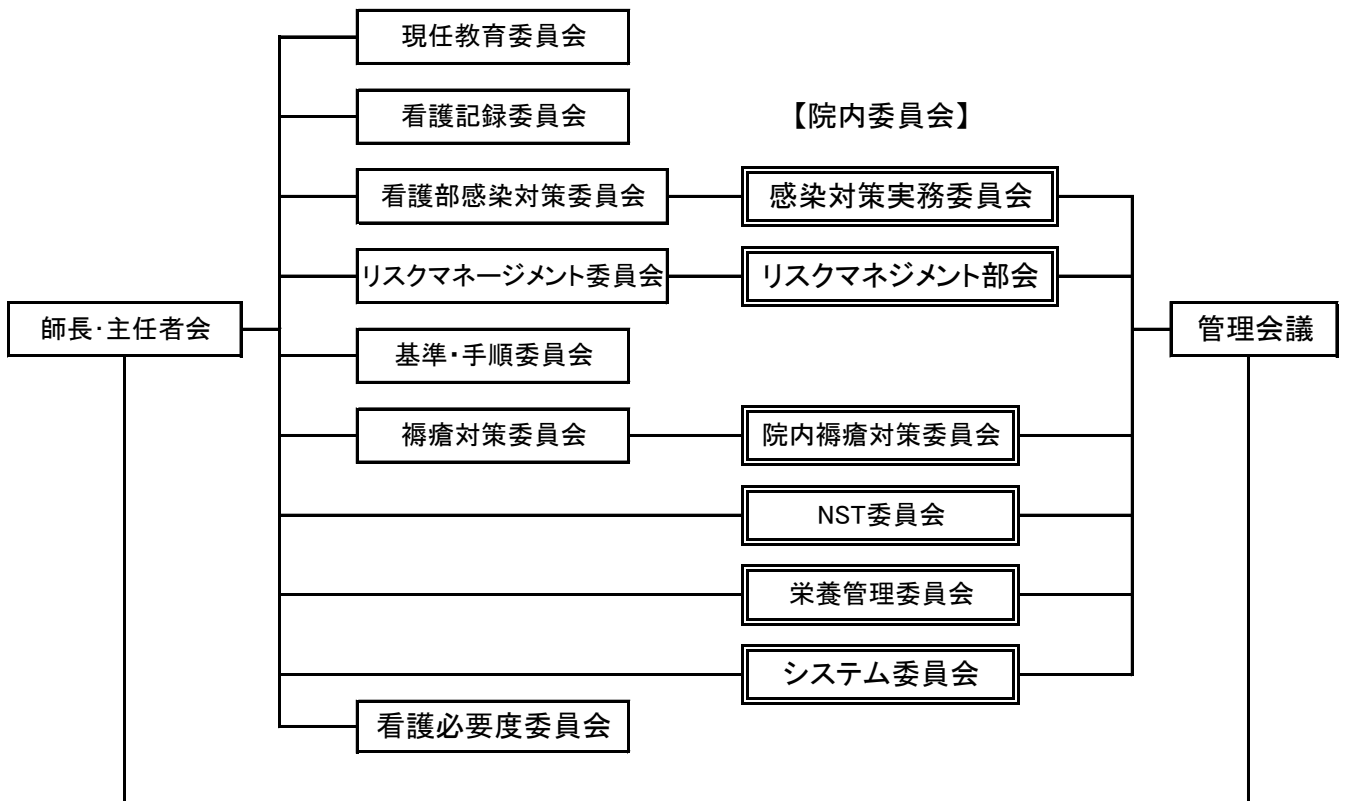 現任教育委員会
看護記録委員会
【院内委員会】
看護部感染対策委員会
感染対策実務委員会
リスクマネージメント委員会
リスクマネジメント部会
師長・主任者会
基準・手順委員会
管理会議
褥瘡対策委員会
院内褥瘡対策委員会
NST委員会
栄養管理委員会
システム委員会
看護必要度委員会